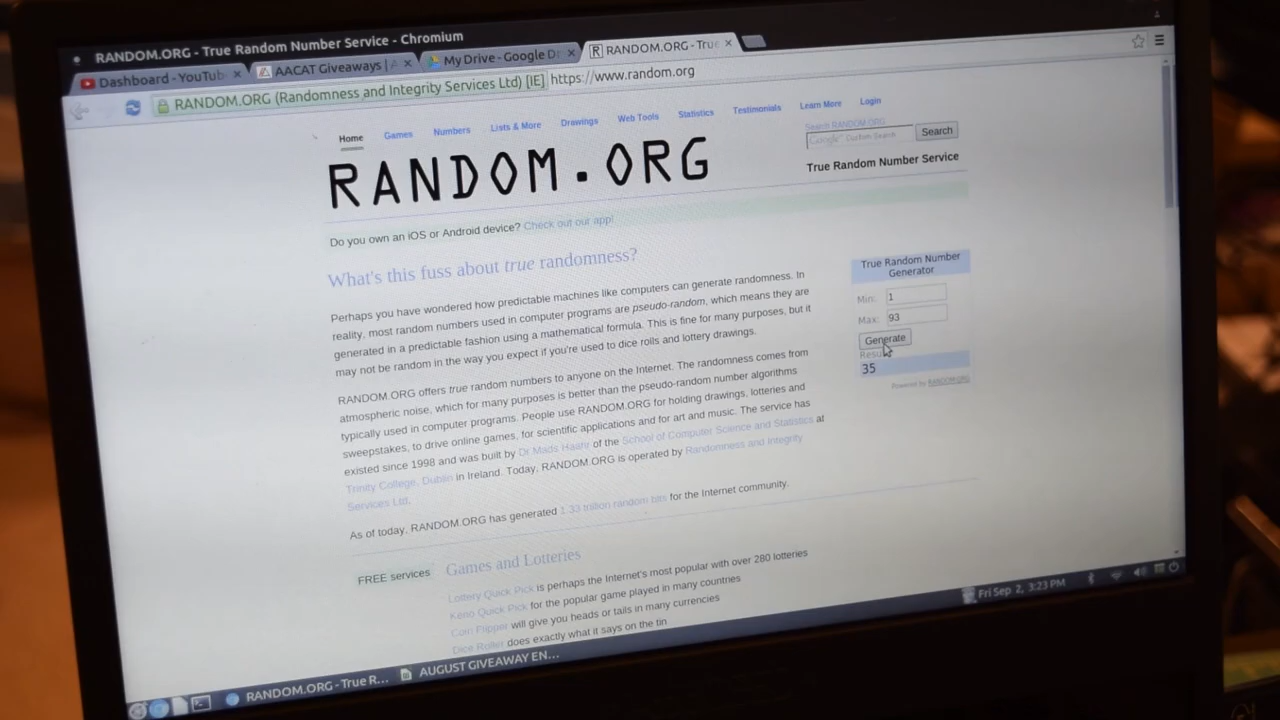 RANDOM.ORG - True Random Number Service - Chromium
Dashboard - YouTub
AACAT Giveaways | A
My Drive - Google D
RANDOM.ORG - True
RANDOM.ORG (Randomness and Integrity Services Ltd) [IE] https://www.random.org
Home Games Numbers Lists & More Drawings Web Tools Statistics Testimonials Learn More Login
Search RANDOM.ORG
Google Custom Search
Search
RANDOM.ORG
True Random Number Service
Do you own an iOS or Android device? Check out our app!
What's this fuss about true randomness?
Perhaps you have wondered how predictable machines like computers can generate randomness. In
reality, most random numbers used in computer programs are pseudo-random, which means they are
generated in a predictable fashion using a mathematical formula. This is fine for many purposes, but it
may not be random in the way you expect if you're used to dice rolls and lottery drawings.
RANDOM.ORG offers true random numbers to anyone on the Internet. The randomness comes from
atmospheric noise, which for many purposes is better than the pseudo-random number algorithms
typically used in computer programs. People use RANDOM.ORG for holding drawings, lotteries and
sweepstakes, to drive online games, for scientific applications and for art and music. The service has
existed since 1998 and was built by Dr Mads Haahr of the School of Computer Science and Statistics at
Trinity College, Dublin in Ireland. Today, RANDOM.ORG is operated by Randomness and Integrity
Services Ltd.
As of today, RANDOM.ORG has generated 1.33 trillion random bits for the Internet community.
True Random Number
Generator
Min: 1
Max: 93
Generate
Result:
35
Powered by RANDOM.ORG
FREE services
Games and Lotteries
Lottery Quick Pick is perhaps the Internet's most popular with over 280 lotteries
Keno Quick Pick for the popular game played in many countries
Coin Flipper will give you heads or tails in many currencies
Dice Roller does exactly what it says on the tin
RANDOM.ORG - True R...
AUGUST GIVEAWAY EN...
Fri Sep 2, 3:23 PM